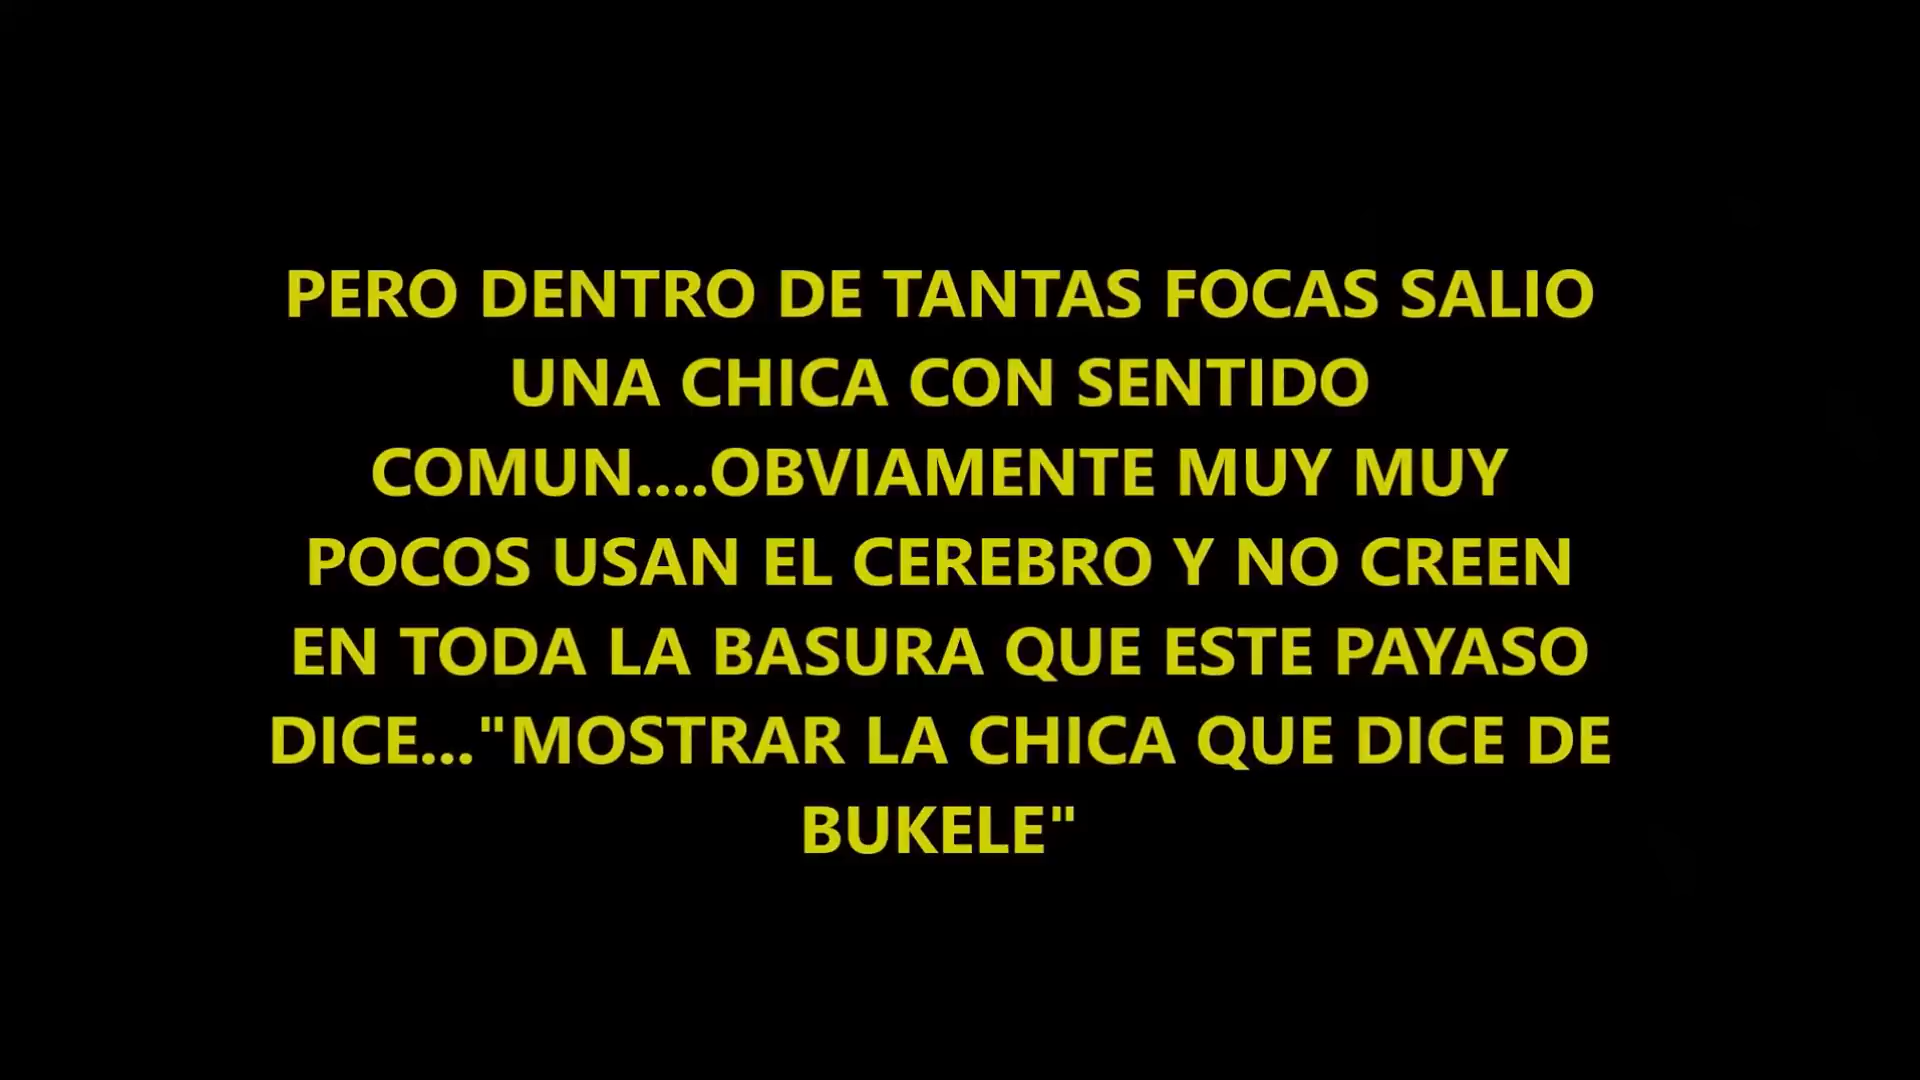 PERO DENTRO DE TANTAS FOCAS SALIO
UNA CHICA CON SENTIDO
COMUN....OBVIAMENTE MUY MUY
POCOS USAN EL CEREBRO Y NO CREEN
EN TODA LA BASURA QUE ESTE PAYASO
DICE..."MOSTRAR LA CHICA QUE DICE DE
BUKELE"